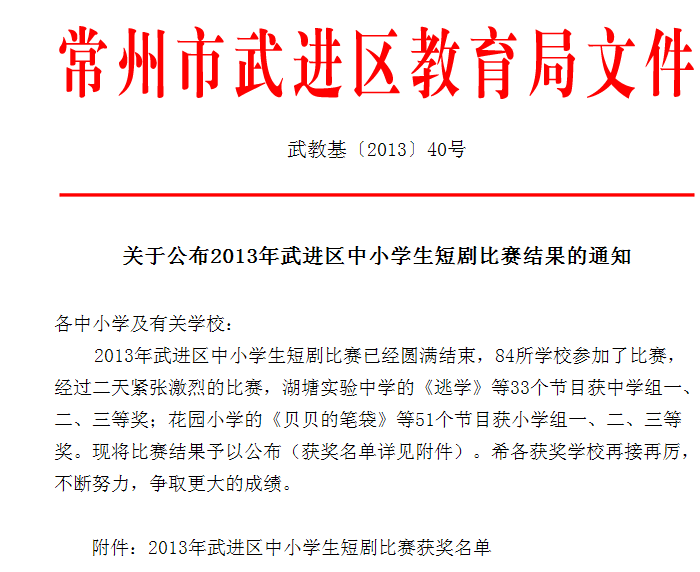 常州市武进区教育局文件
武教基〔2013〕40号
关于公布2013年武进区中小学生短剧比赛结果的通知
各中小学及有关学校：
2013年武进区中小学生短剧比赛已经圆满结束，84所学校参加了比赛，
经过二天紧张激烈的比赛，湖塘实验中学的《逃学》等33个节目获中学组一、
二、三等奖；花园小学的《贝贝的笔袋》等51个节目获小学组一、二、三等
奖。现将比赛结果予以公布（获奖名单详见附件）。希各获奖学校再接再厉，
不断努力，争取更大的成绩。
附件：2013年武进区中小学生短剧比赛获奖名单